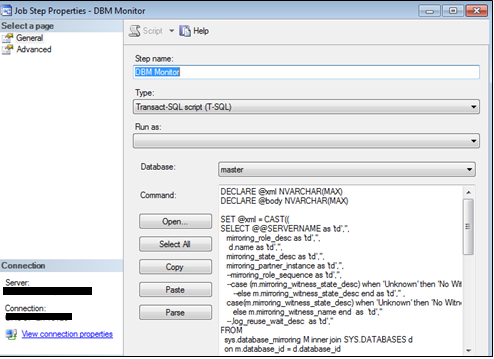 Job Step Properties - DBM Monitor
Select a page
General
Advanced
Script
Help
Step name:
DBM Monitor
Type:
Transact-SQL script (T-SQL)
Run as:
Database:
master
Command:
Open...
Select All
Copy
Paste
Parse
DECLARE @xml NVARCHAR(MAX)
DECLARE @body NVARCHAR(MAX)
SET @xml = CAST((
SELECT @@SERVERNAME as 'td','',
mirroring_role_desc as 'td','',
d.name as 'td','',
mirroring_state_desc as 'td','',
mirroring_partner_instance as 'td','',
--mirroring_role_sequence as 'td','',
--case (m.mirroring_witness_state_desc) when 'Unknown' then 'No Witne
--else m.mirroring_witness_state_desc end as 'td','' ,
case(m.mirroring_witness_state_desc) when 'Unknown' then 'No Witne
else m.mirroring_witness_name end as 'td',''
--,log_reuse_wait_desc as 'td'
FROM
sys.database_mirroring M inner join SYS.DATABASES d
on m.database_id = d.database_id
Connection
Server:
Connection:
View connection properties